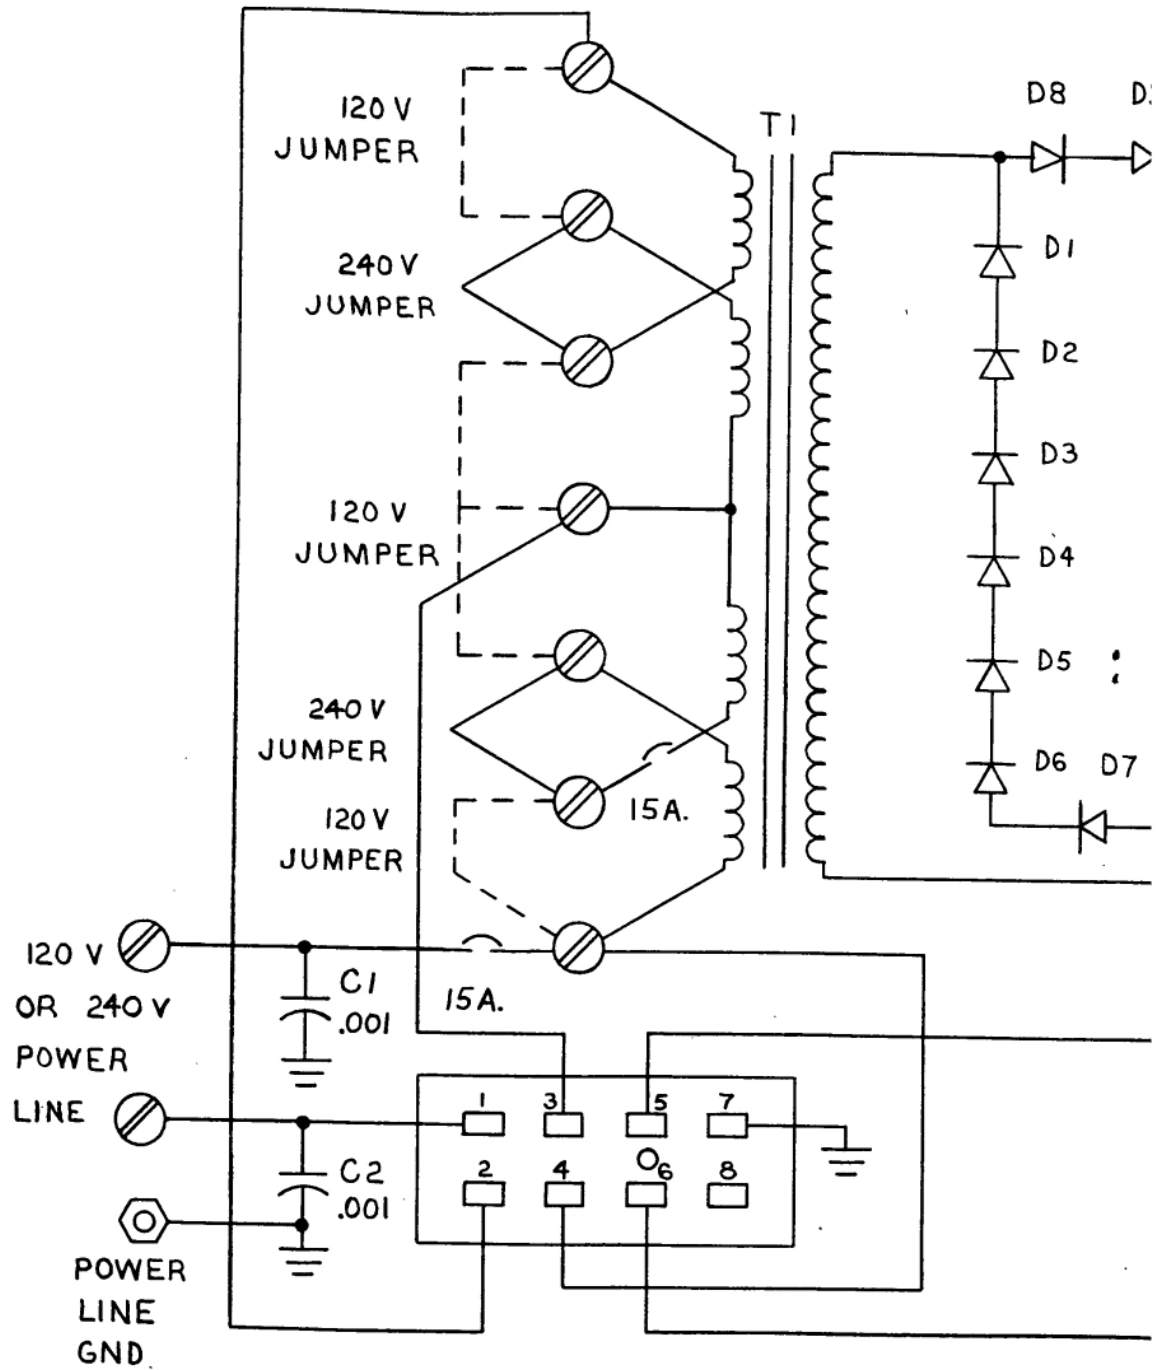 120 V
JUMPER
240 V
JUMPER
120 V
JUMPER
240 V
JUMPER
15A.
120 V
JUMPER
15A.
120 V
OR 240 V
POWER
LINE
C1
.001
C2
.001
POWER
LINE
GND
1 3 5 7
2 4 6 8
T1
D8
D1
D2
D3
D4
D5
D6 D7